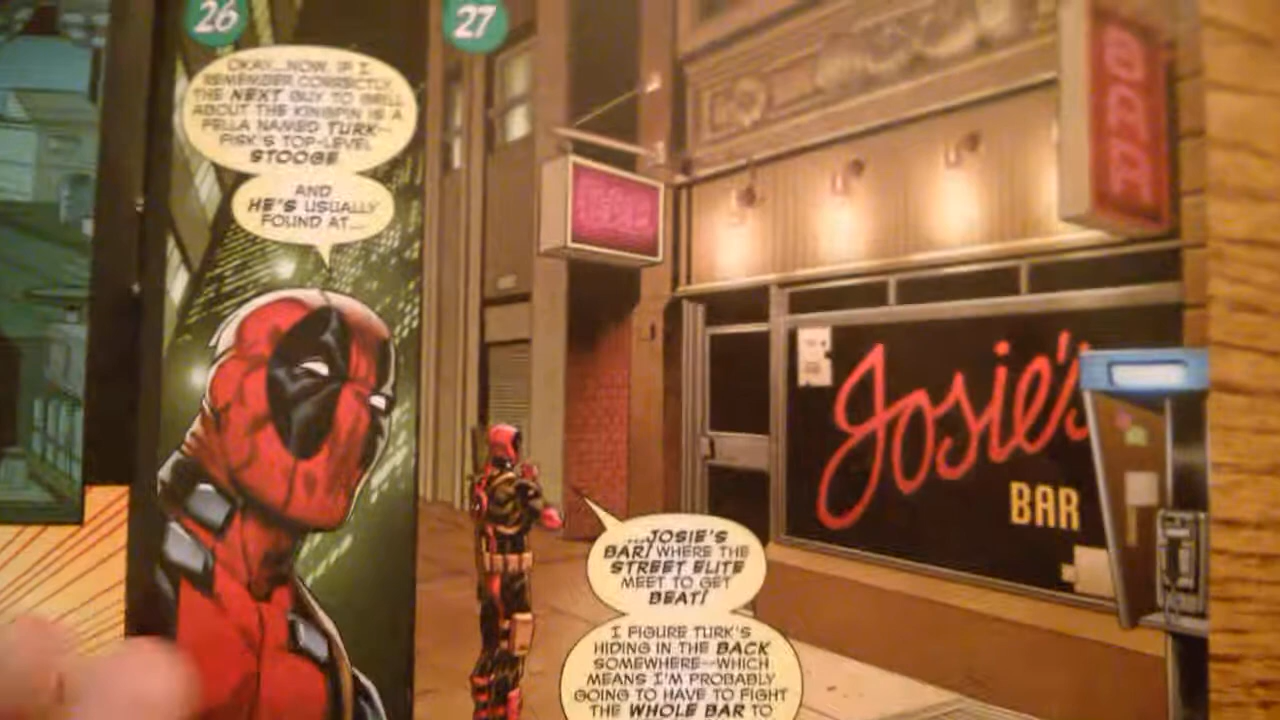 26
OKAY...NOW, IF I
REMEMBER CORRECTLY,
THE NEXT GUY TO GRILL
ABOUT THE KINGPIN IS A
FELLA NAMED TURK--
FISK'S TOP-LEVEL
STOOGE
AND
HE'S USUALLY
FOUND AT...
27
BAR
Josie's
BAR
...JOSIE'S
BAR! WHERE THE
STREET ELITE
MEET TO GET
BEAT!
I FIGURE TURK'S
HIDING IN THE BACK
SOMEWHERE--WHICH
MEANS I'M PROBABLY
GOING TO HAVE TO FIGHT
THE WHOLE BAR TO